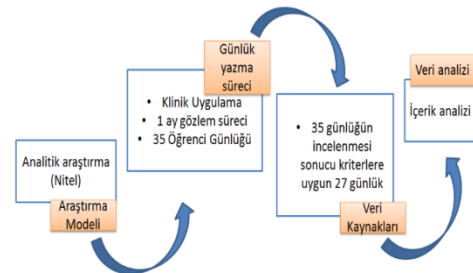 Analitik araştırma
(Nitel)
Araştırma
Modeli
Günlük
yazma
süreci
• Klinik Uygulama
• 1 ay gözlem süreci
• 35 Öğrenci Günlüğü
• 35 günlüğün
incelenmesi
sonucu kriterlere
uygun 27 günlük
Veri
Kaynakları
Veri analizi
İçerik analizi